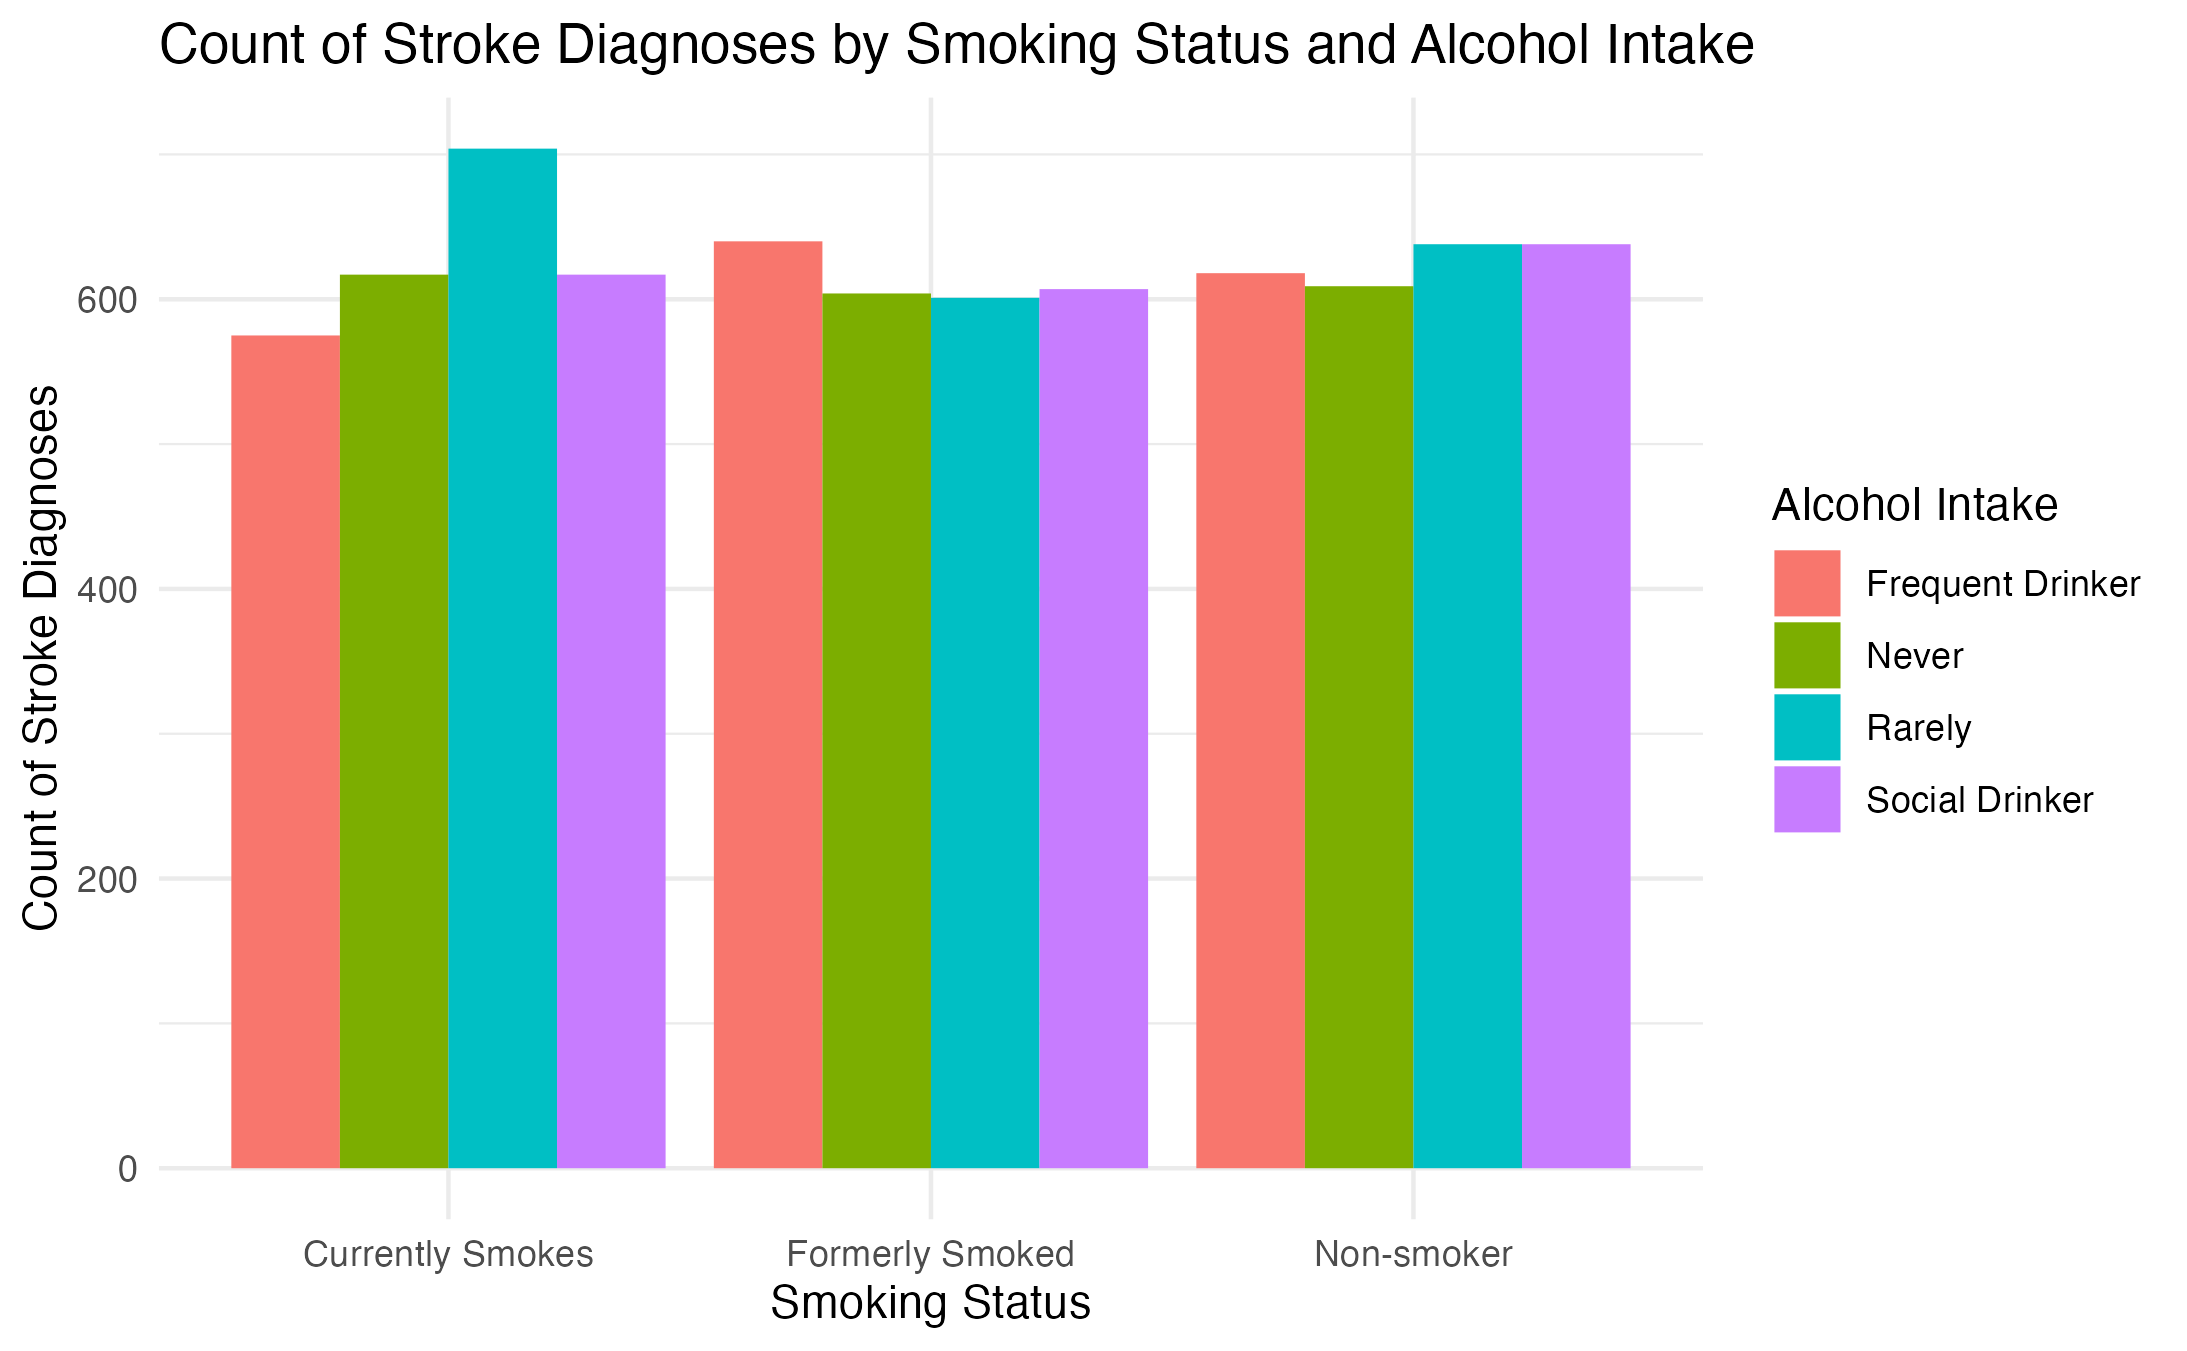 Count of Stroke Diagnoses by Smoking Status and Alcohol Intake
Count of Stroke Diagnoses
600
400
200
0
Currently Smokes
Formerly Smoked
Non-smoker
Smoking Status
Alcohol Intake
Frequent Drinker
Never
Rarely
Social Drinker